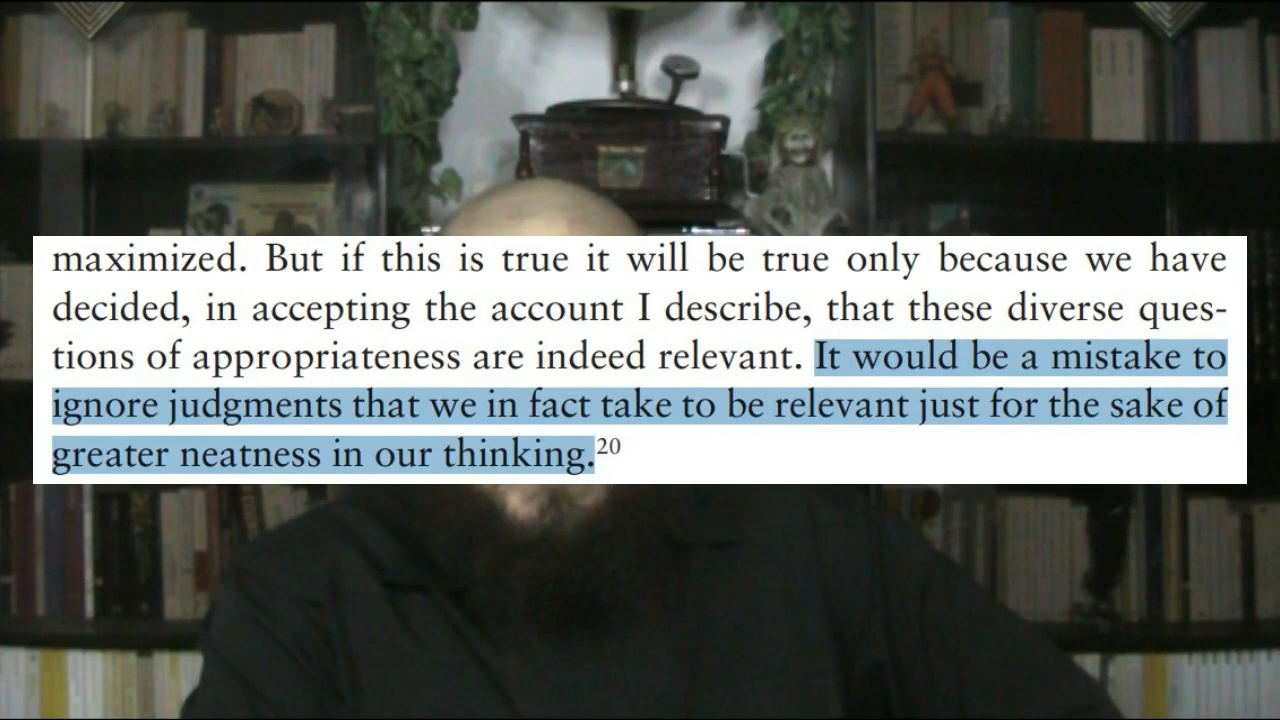 maximized. But if this is true it will be true only because we have
decided, in accepting the account I describe, that these diverse ques-
tions of appropriateness are indeed relevant. It would be a mistake to
ignore judgments that we in fact take to be relevant just for the sake of
greater neatness in our thinking.20